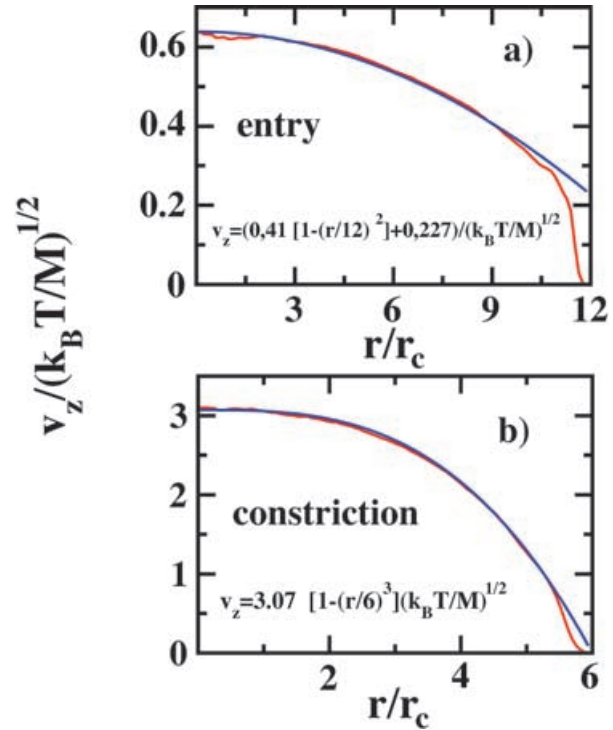 0.6
a)
0.4
entry
0.2
v_z=(0,41 [1-(r/12)^2]+0,227)/(k_BT/M)^1/2
0
3 6 9 12
r/r_c
v_z/(k_BT/M)^1/2
3
b)
2
constriction
1
v_z=3.07 [1-(r/6)^3](k_BT/M)^1/2
0
2 4 6
r/r_c